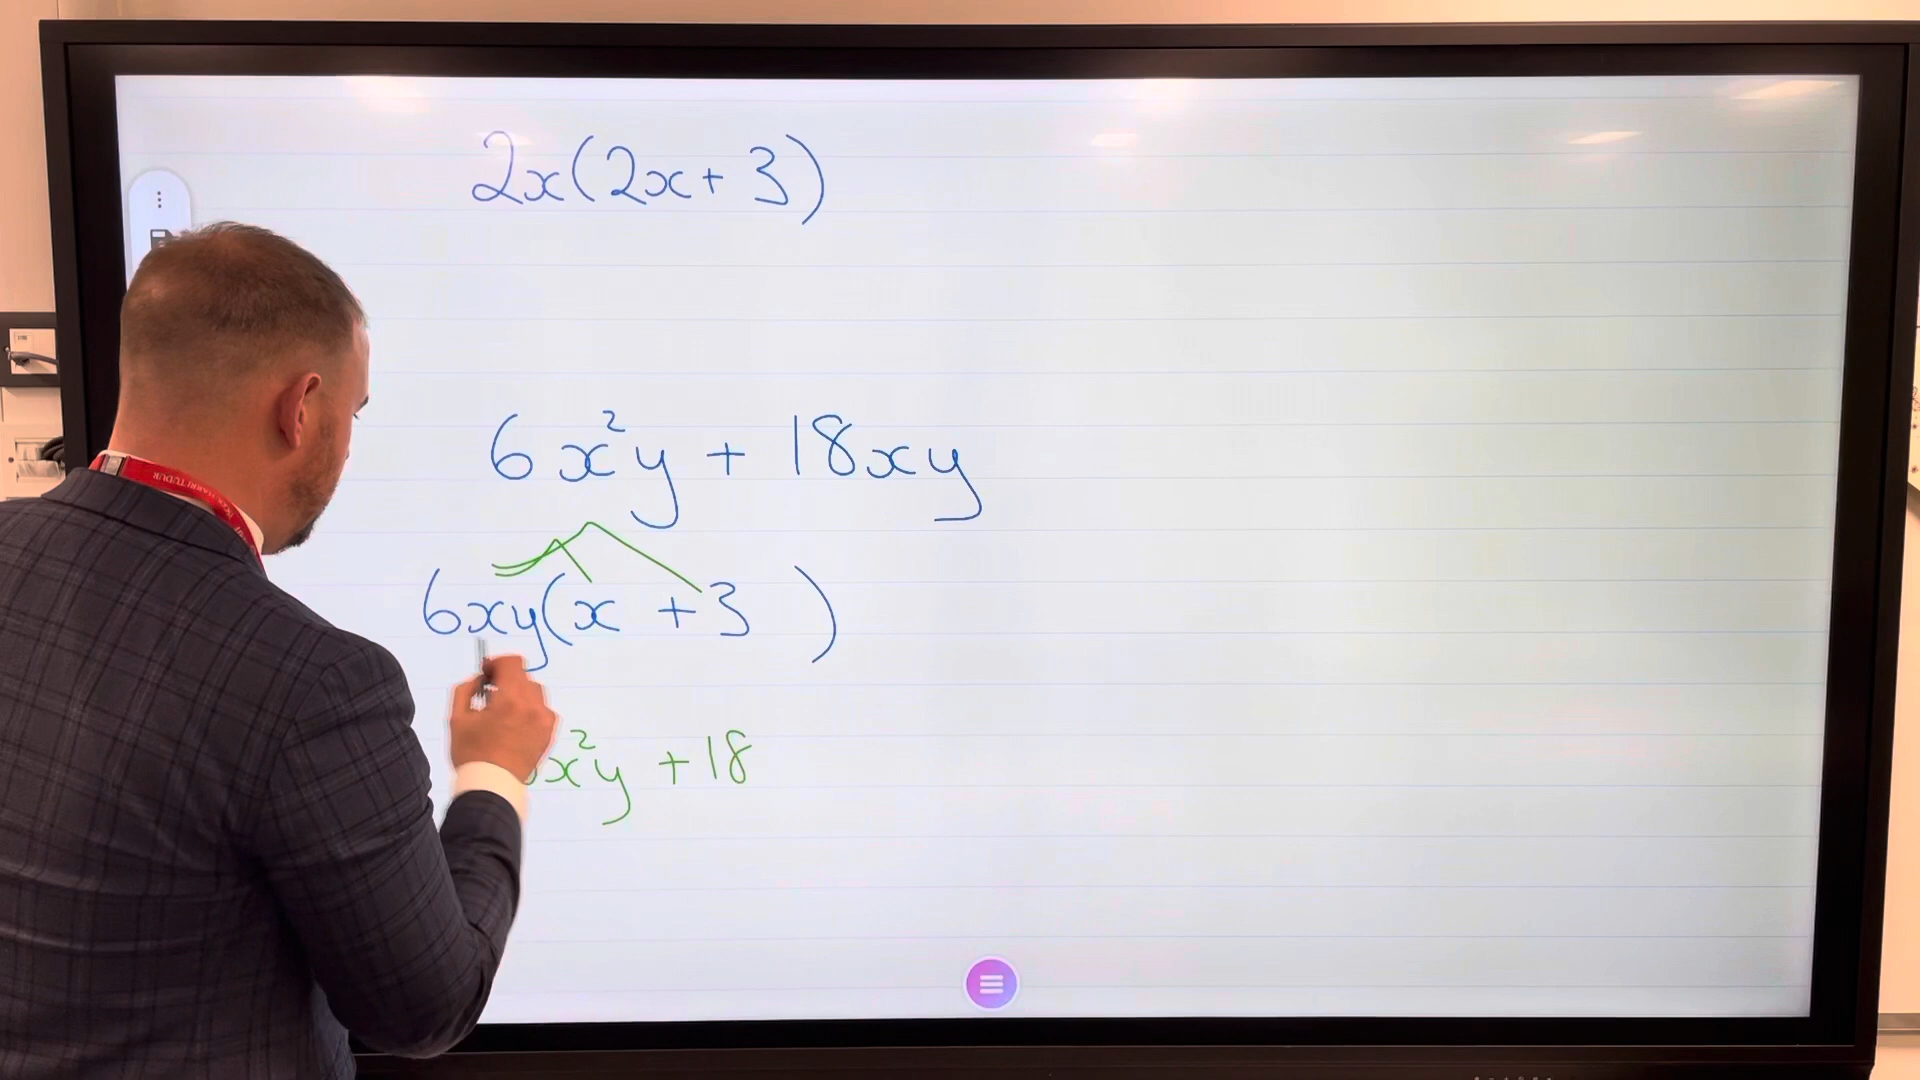 2x(2x+3)
6x²y + 18xy
6xy(x +3 )
x²y +18